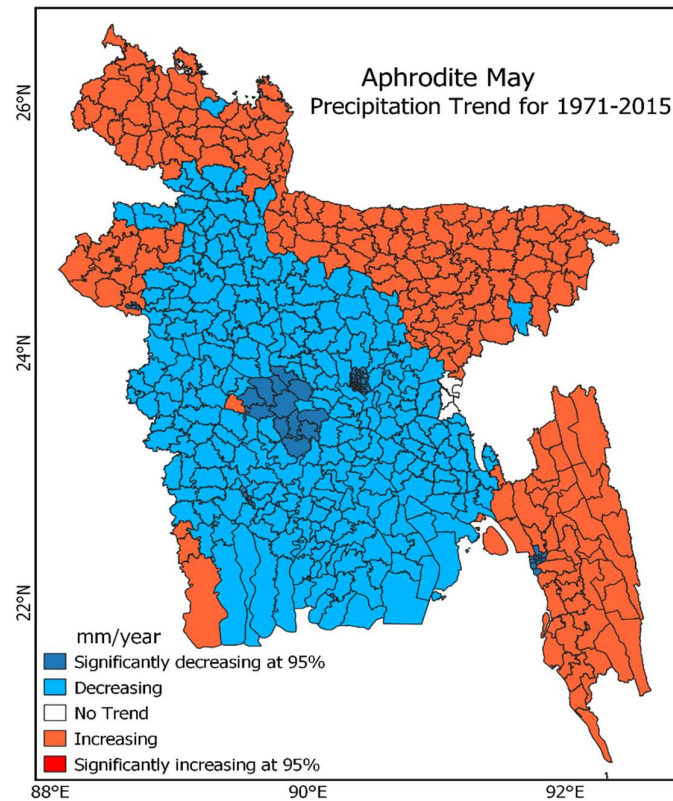 Aphrodite May
Precipitation Trend for 1971-2015
26°N
24°N
22°N
mm/year
Significantly decreasing at 95%
Decreasing
No Trend
Increasing
Significantly increasing at 95%
88°E
90°E
92°E